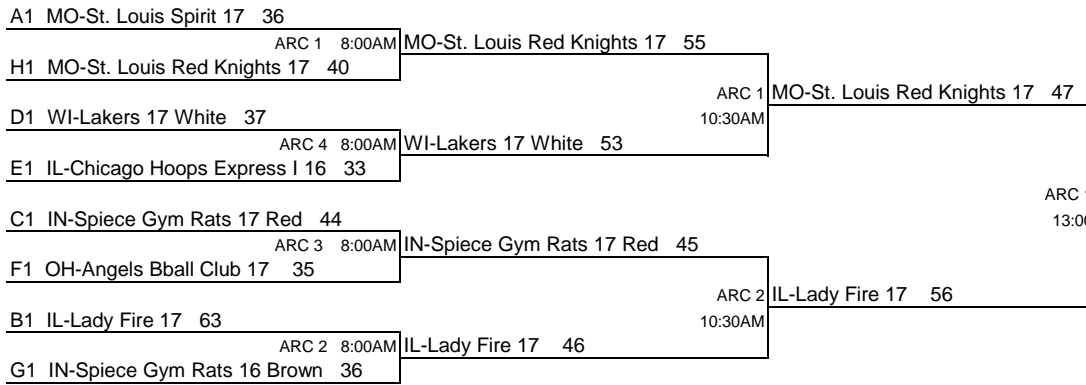 A1 MO-St. Louis Spirit 17 36
ARC 1 8:00AM MO-St. Louis Red Knights 17 55
H1 MO-St. Louis Red Knights 17 40
ARC 1 MO-St. Louis Red Knights 17 47
D1 WI-Lakers 17 White 37
10:30AM
ARC 4 8:00AM WI-Lakers 17 White 53
E1 IL-Chicago Hoops Express I 16 33
ARC
C1 IN-Spiece Gym Rats 17 Red 44
ARC 3 8:00AM IN-Spiece Gym Rats 17 Red 45
F1 OH-Angels Bball Club 17 35
ARC 2 IL-Lady Fire 17 56
B1 IL-Lady Fire 17 63
10:30AM
ARC 2 8:00AM IL-Lady Fire 17 46
G1 IN-Spiece Gym Rats 16 Brown 36